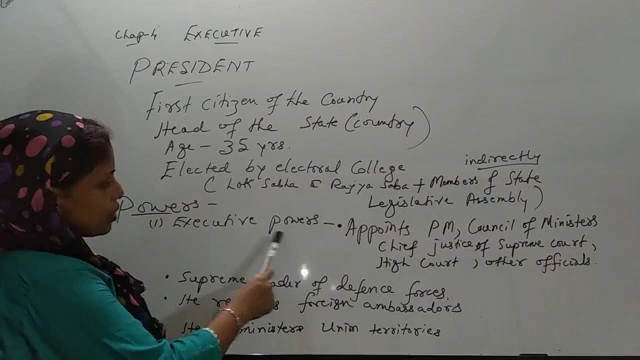 Chap-4 EXECUTIVE
PRESIDENT
First Citizen of the Country
Head of the State (country)
Age - 35 yrs.
Elected by electoral College indirectly
( Lok Sabha & Rajya Saba + Members of State
Legislative Assembly)
Powers -
(1) Executive powers - • Appoints PM, Council of Ministers
Chief justice of Supreme court,
High Court, other officials.
• Supreme of defence forces.
• He foreign ambassadors
Union territories